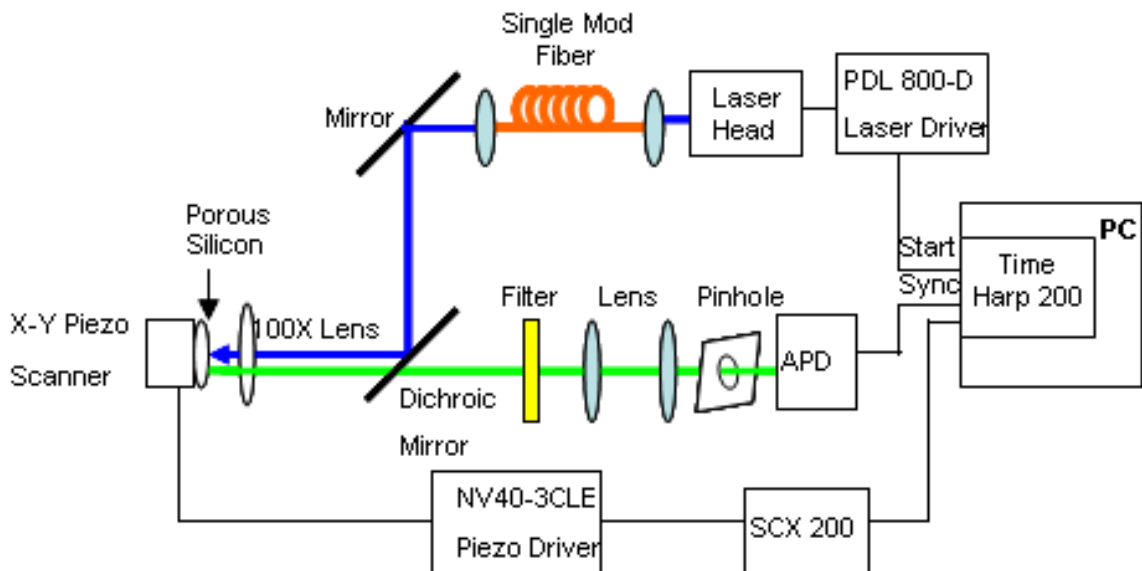 Single Mod
Fiber
Mirror
Laser
Head
PDL 800-D
Laser Driver
Porous
Silicon
PC
Start
Sync
Time
Harp 200
X-Y Piezo
Scanner
100X Lens
Filter
Lens
Pinhole
APD
Dichroic
Mirror
NV40-3CLE
Piezo Driver
SCX 200